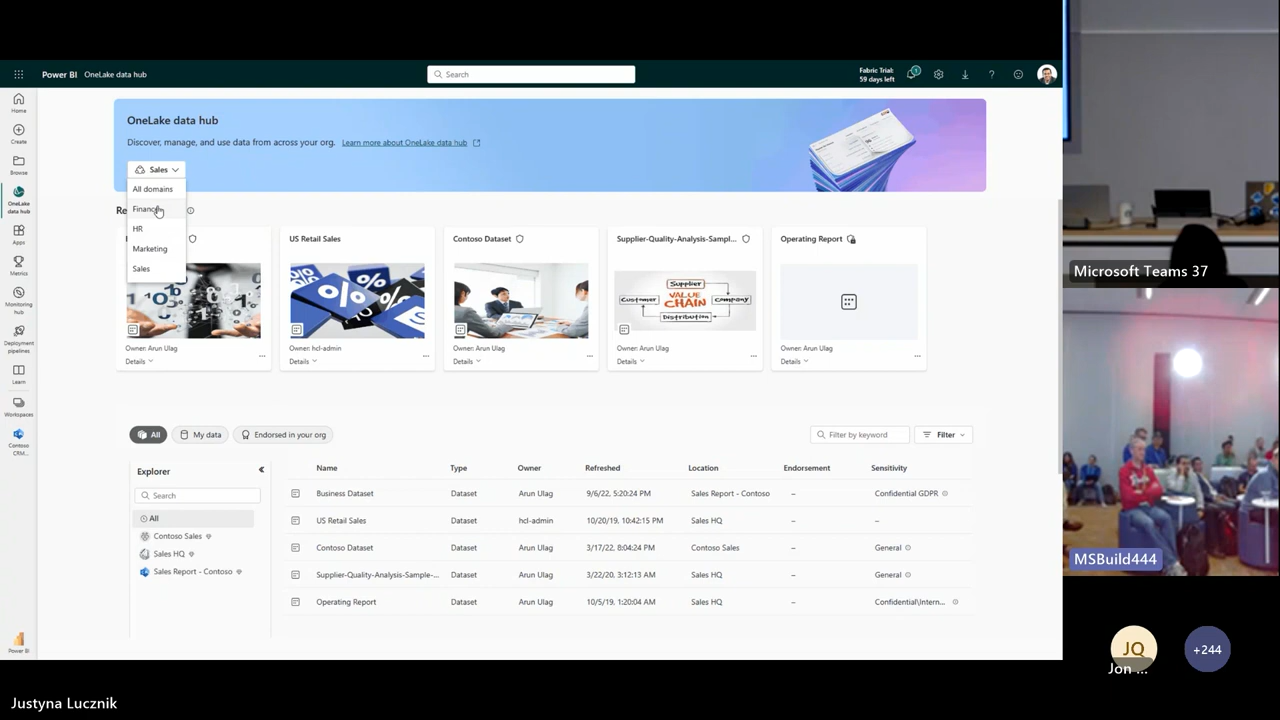 Power BI OneLake data hub
Search
Fabric Trial:
59 days left
1
?
Home
Create
Browse
OneLake
data hub
Apps
Metrics
Monitoring
hub
Deployment
pipelines
Learn
Workspaces
Contoso
CRM...
Power BI
OneLake data hub
Discover, manage, and use data from across your org. Learn more about OneLake data hub
Sales
All domains
Finance
HR
Marketing
Sales
Re
US Retail Sales
Contoso Dataset
Supplier-Quality-Analysis-Sampl...
Operating Report
Supplier
Customer
VALUE
CHAIN
Company
Distribution
Owner: Arun Ulag
Details
Owner: hcl-admin
Details
Owner: Arun Ulag
Details
Owner: Arun Ulag
Details
Owner: Arun Ulag
Details
All My data Endorsed in your org
Filter by keyword Filter
Explorer
Search
All
Contoso Sales
Sales HQ
Sales Report - Contoso
Name Type Owner Refreshed Location Endorsement Sensitivity
Business Dataset Dataset Arun Ulag 9/6/22, 5:20:24 PM Sales Report - Contoso – Confidential GDPR
US Retail Sales Dataset hcl-admin 10/20/19. 10:42:15 PM Sales HQ – –
Contoso Dataset Dataset Arun Ulag 3/17/22. 8:04:24 PM Contoso Sales – General
Supplier-Quality-Analysis-Sample-... Dataset Arun Ulag 3/22/20. 3:12:13 AM Sales HQ – General
Operating Report Dataset Arun Ulag 10/5/19. 1:20:04 AM Sales HQ – Confidential\Intern...
Microsoft Teams 37
MSBuild444
JQ
Jon ...
+244
Justyna Lucznik